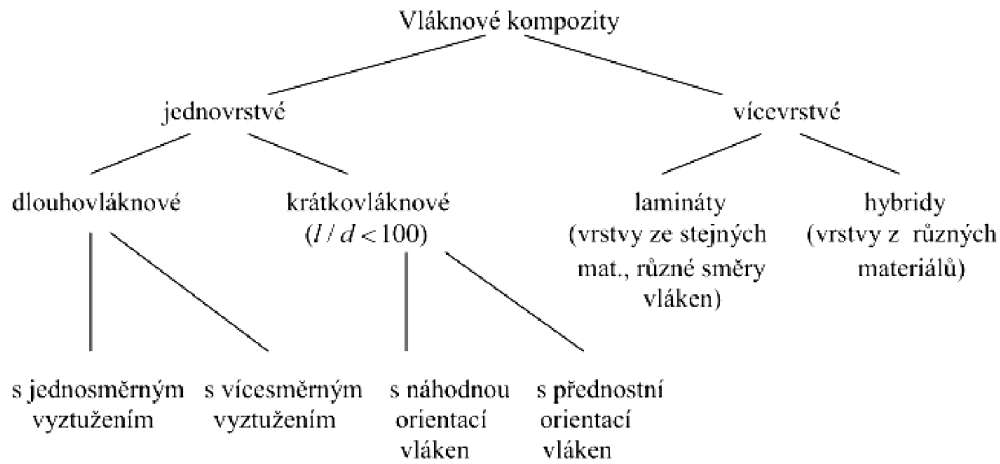 Vláknové kompozity
jednovrstvé
vícevrstvé
dlouhovláknové
krátkovláknové
(l / d < 100)
lamináty
(vrstvy ze stejných
mat., různé směry
vláken)
hybridy
(vrstvy z různých
materiálů)
s jednosměrným
vyztužením
s vícesměrným
vyztužením
s náhodnou
orientací
vláken
s přednostní
orientací
vláken